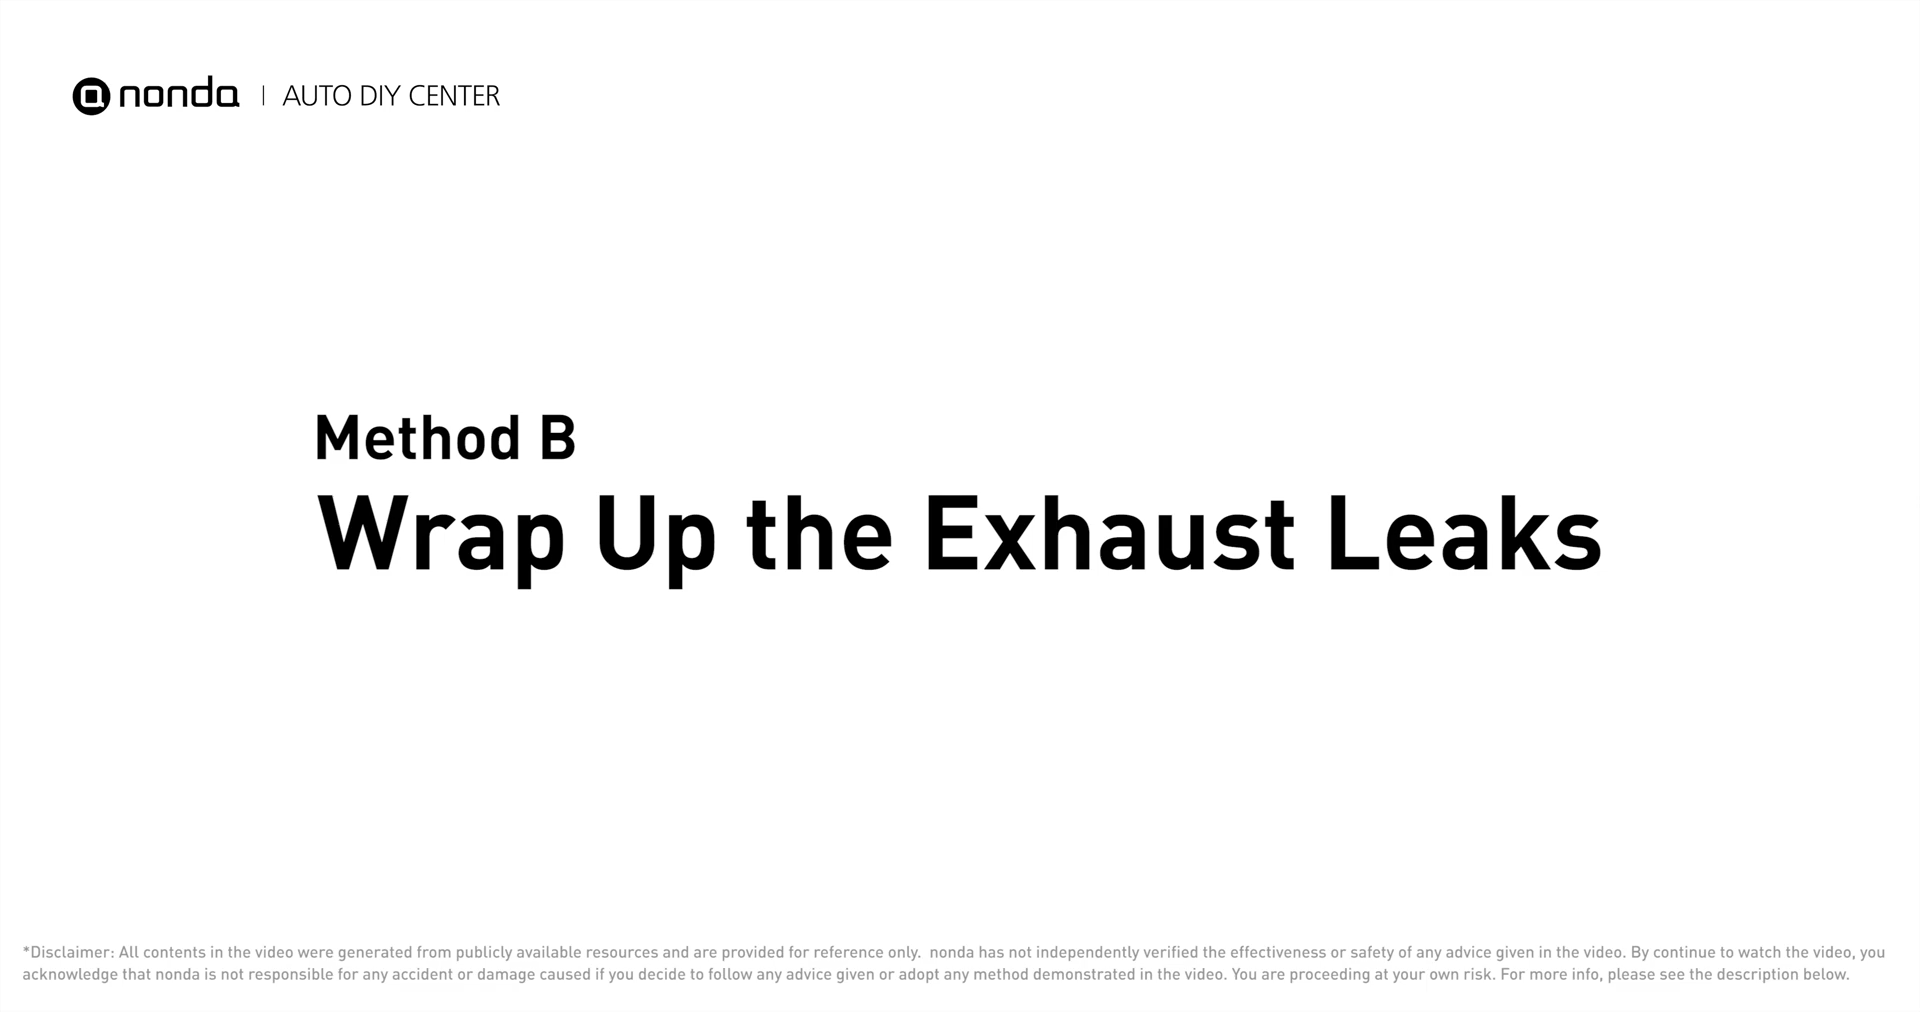 nonda | AUTO DIY CENTER
Method B
Wrap Up the Exhaust Leaks
*Disclaimer: All contents in the video were generated from publicly available resources and are provided for reference only.  nonda has not independently verified the effectiveness or safety of any advice given in the video. By continue to watch the video, you
acknowledge that nonda is not responsible for any accident or damage caused if you decide to follow any advice given or adopt any method demonstrated in the video. You are proceeding at your own risk. For more info, please see the description below.